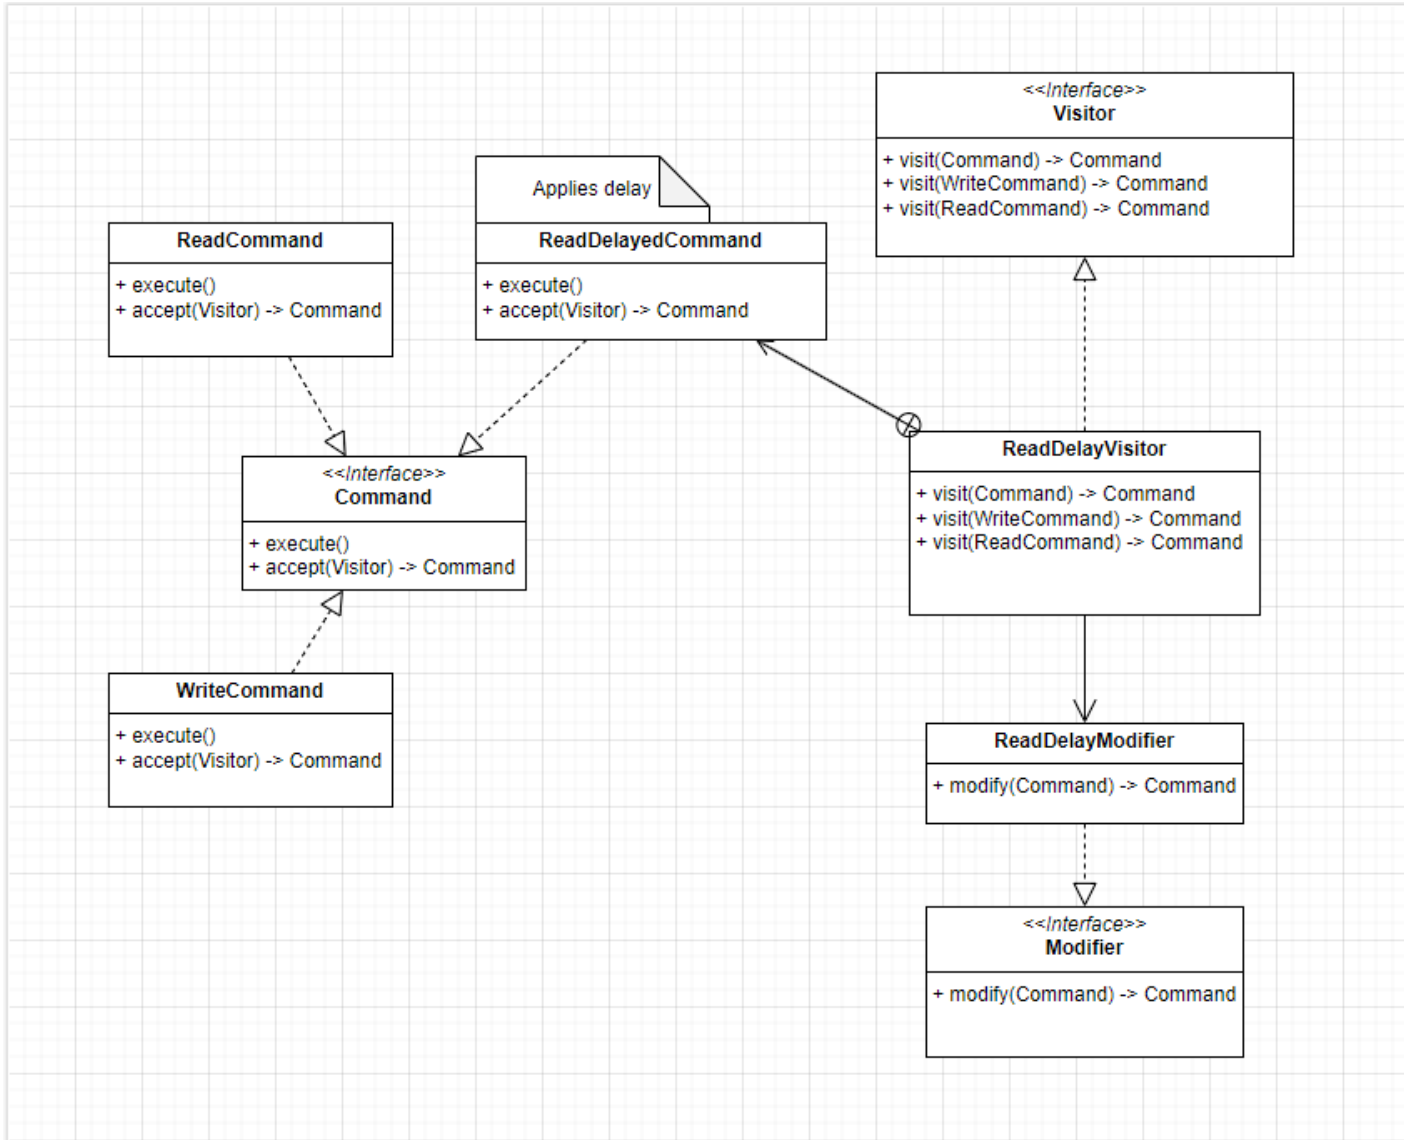 <<Interface>>
Visitor
+ visit(Command) -> Command
+ visit(WriteCommand) -> Command
+ visit(ReadCommand) -> Command
Applies delay
ReadCommand
+ execute()
+ accept(Visitor) -> Command
ReadDelayedCommand
+ execute()
+ accept(Visitor) -> Command
<<Interface>>
Command
+ execute()
+ accept(Visitor) -> Command
ReadDelayVisitor
+ visit(Command) -> Command
+ visit(WriteCommand) -> Command
+ visit(ReadCommand) -> Command
WriteCommand
+ execute()
+ accept(Visitor) -> Command
ReadDelayModifier
+ modify(Command) -> Command
<<Interface>>
Modifier
+ modify(Command) -> Command